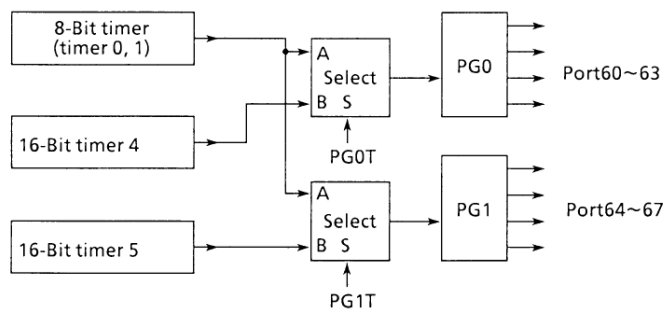 8-Bit timer
(timer 0, 1)
A
Select
B S
PG0T
PG0
Port60~63
16-Bit timer 4
A
Select
B S
PG1T
PG1
Port64~67
16-Bit timer 5